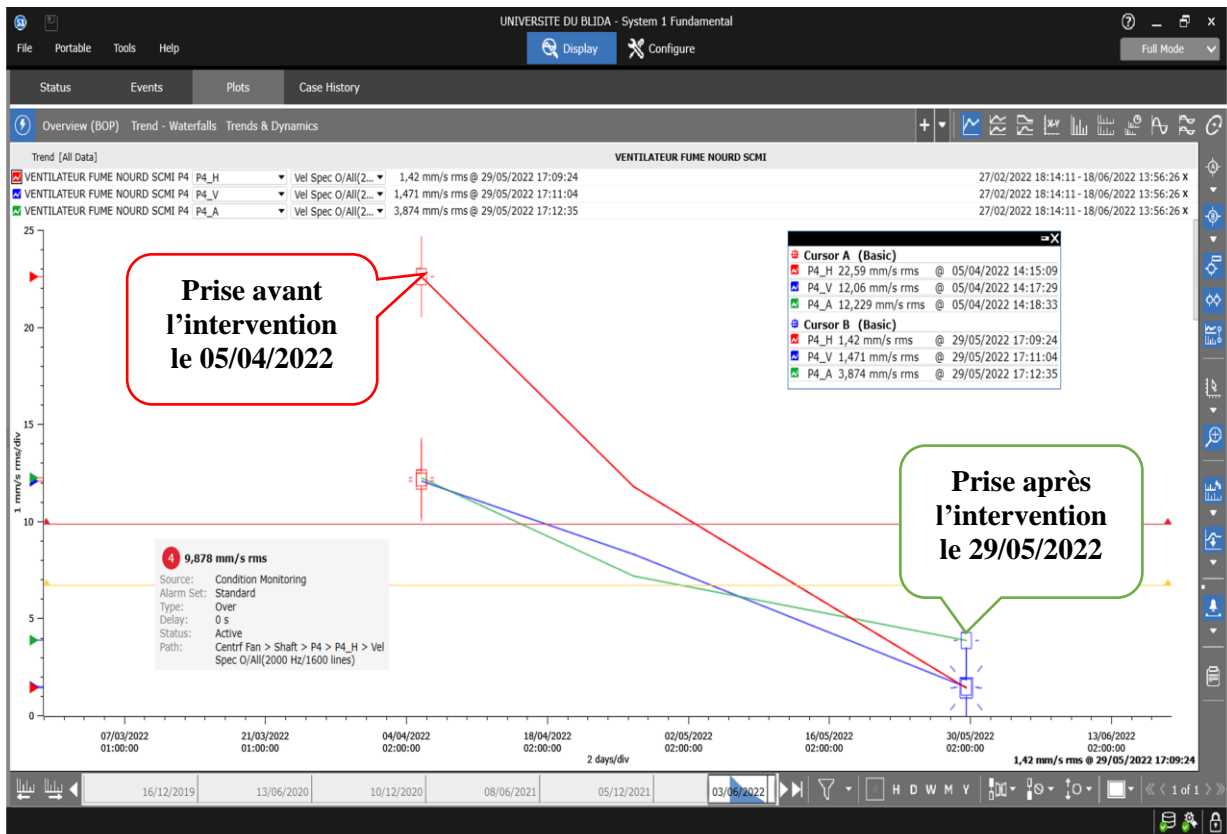 S1
UNIVERSITE DU BLIDA - System 1 Fundamental
File Portable Tools Help
Display Configure
Full Mode
Status Events Plots Case History
Overview (BOP) Trend - Waterfalls Trends & Dynamics
Trend [All Data]
VENTILATEUR FUME NOURD SCMI
VENTILATEUR FUME NOURD SCMI P4 P4_H Vel Spec O/All(2... 1,42 mm/s rms@ 29/05/2022 17:09:24 27/02/2022 18:14:11-18/06/2022 13:56:26 x
VENTILATEUR FUME NOURD SCMI P4 P4_V Vel Spec O/All(2... 1,471 mm/s rms@ 29/05/2022 17:11:04 27/02/2022 18:14:11-18/06/2022 13:56:26 x
VENTILATEUR FUME NOURD SCMI P4 P4_A Vel Spec O/All(2... 3,874 mm/s rms@ 29/05/2022 17:12:35 27/02/2022 18:14:11-18/06/2022 13:56:26 x
25
20
15
10
5
0
1 mm/s rms/div
Prise avant
l'intervention
le 05/04/2022
Cursor A (Basic)
P4_H 22,59 mm/s rms @ 05/04/2022 14:15:09
P4_V 12,06 mm/s rms @ 05/04/2022 14:17:29
P4_A 12,229 mm/s rms @ 05/04/2022 14:18:33
Cursor B (Basic)
P4_H 1,42 mm/s rms @ 29/05/2022 17:09:24
P4_V 1,471 mm/s rms @ 29/05/2022 17:11:04
P4_A 3,874 mm/s rms @ 29/05/2022 17:12:35
Prise après
l'intervention
le 29/05/2022
4 9,878 mm/s rms
Source: Condition Monitoring
Alarm Set: Standard
Type: Over
Delay: 0 s
Status: Active
Path: Centrf Fan > Shaft > P4 > P4_H > Vel
Spec O/All(2000 Hz/1600 lines)
07/03/2022 21/03/2022 04/04/2022 18/04/2022 02/05/2022 16/05/2022 30/05/2022 13/06/2022
01:00:00 01:00:00 02:00:00 02:00:00 02:00:00 02:00:00 02:00:00 02:00:00
2 days/div
1,42 mm/s rms @ 29/05/2022 17:09:24
16/12/2019 13/06/2020 10/12/2020 08/06/2021 05/12/2021 03/06/2022
4 H D W M Y
1 of 1